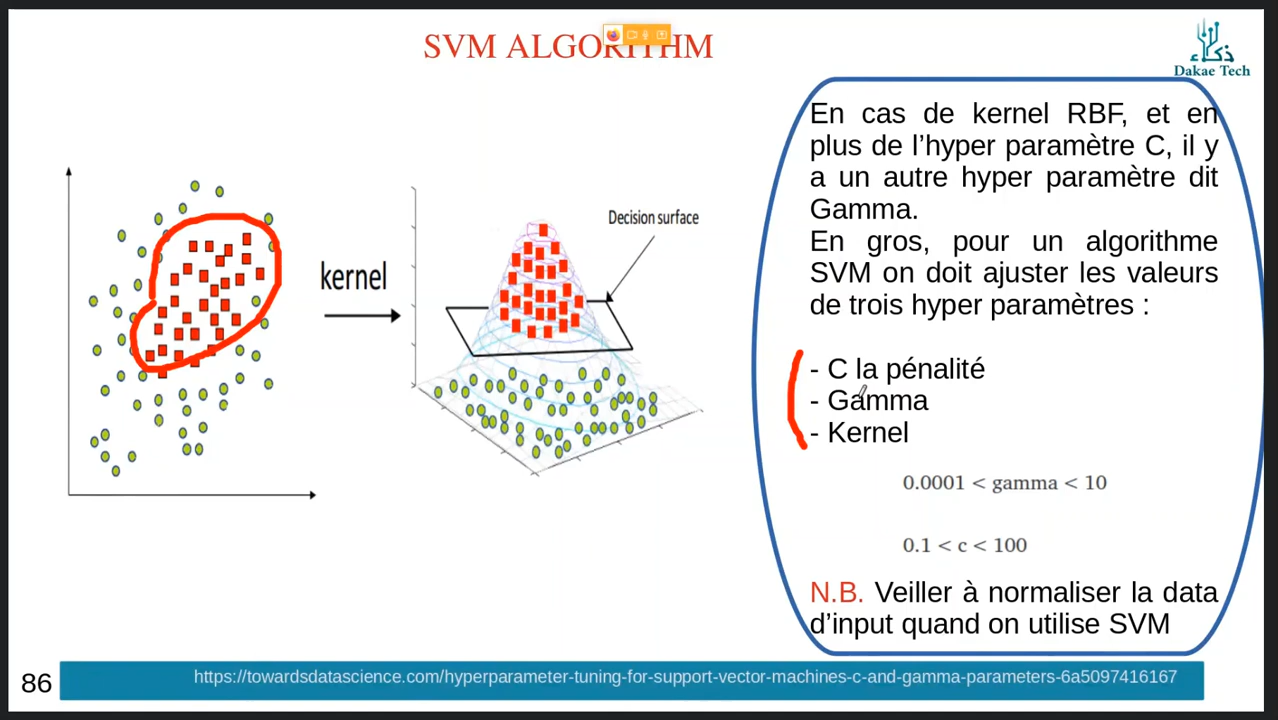 SVM ALGORITHM
ذكاء
Dakae Tech
En cas de kernel RBF, et en
plus de l’hyper paramètre C, il y
a un autre hyper paramètre dit
Gamma.
En gros, pour un algorithme
SVM on doit ajuster les valeurs
de trois hyper paramètres :
- C la pénalité
- Gamma
- Kernel
0.0001 < gamma < 10
0.1 < c < 100
N.B. Veiller à normaliser la data
d’input quand on utilise SVM
kernel
Decision surface
86
https://towardsdatascience.com/hyperparameter-tuning-for-support-vector-machines-c-and-gamma-parameters-6a5097416167